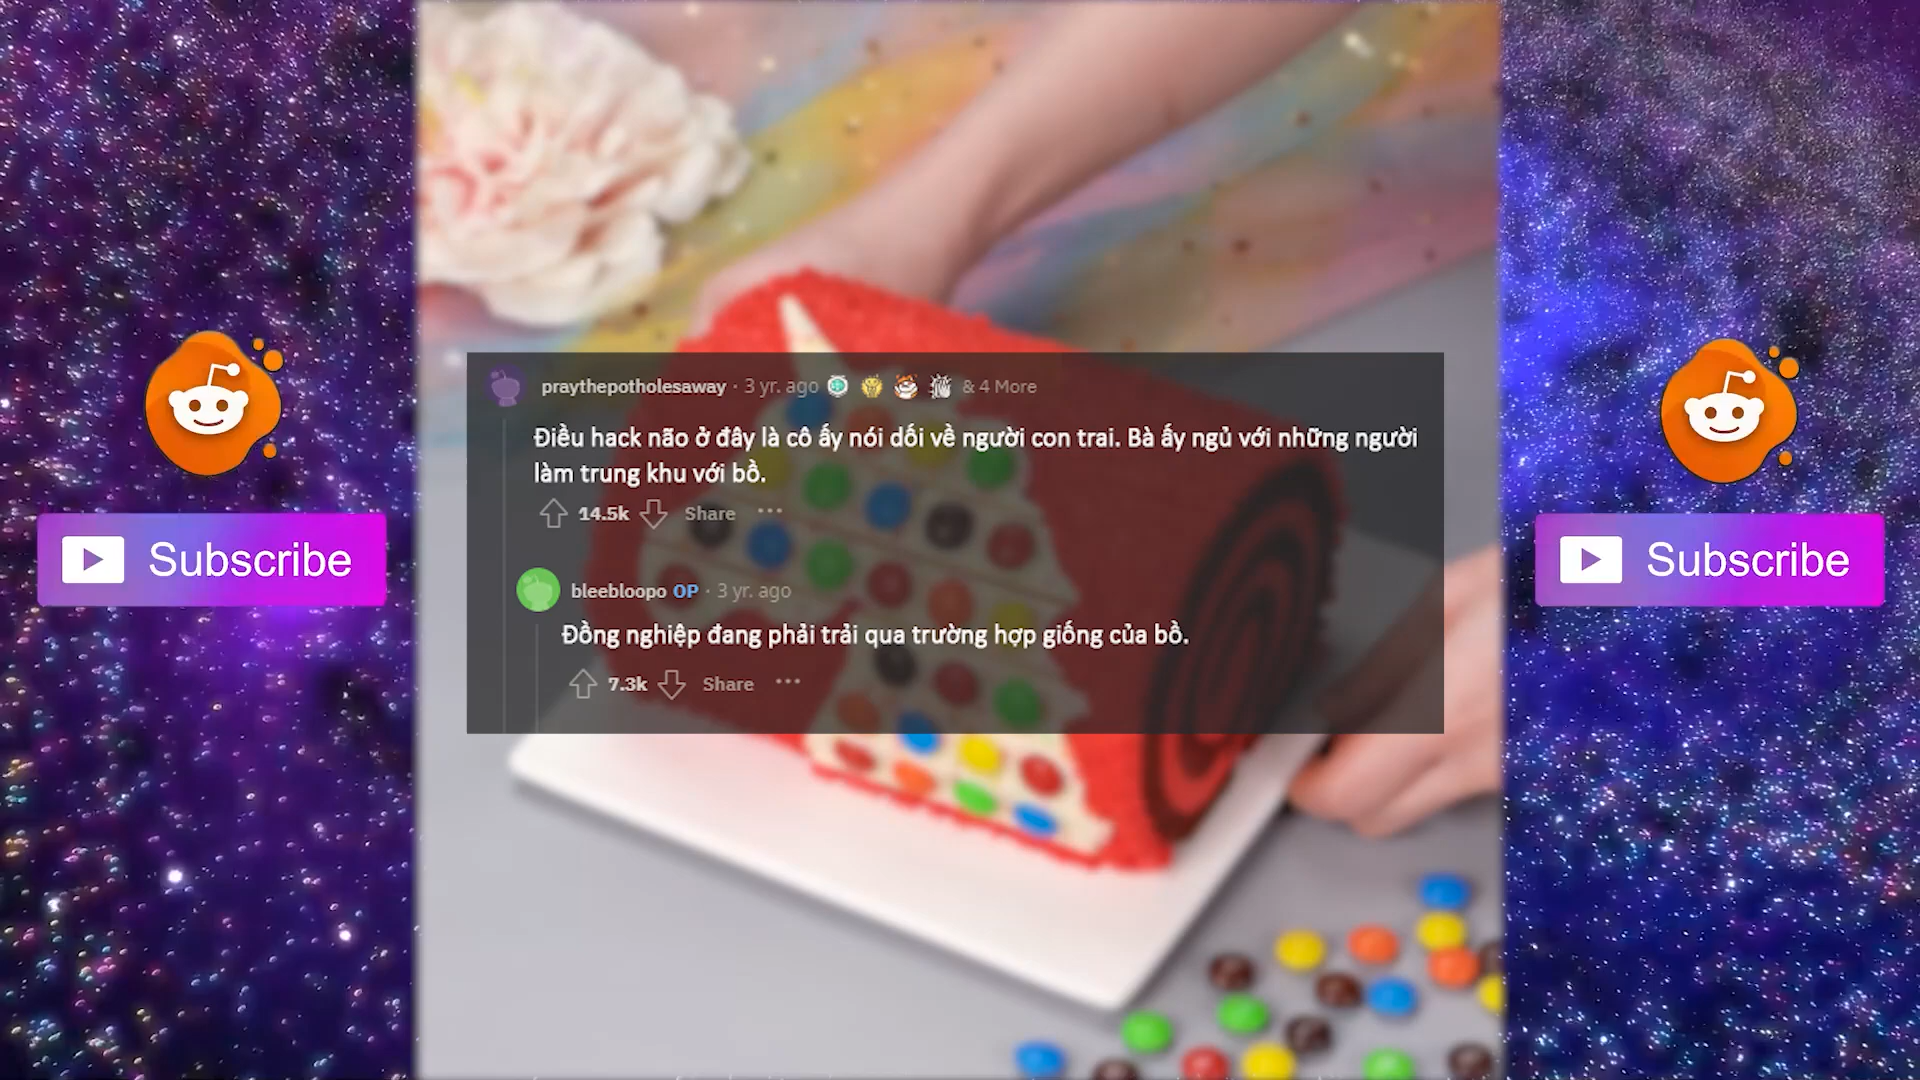 praythepotholesaway · 3 yr. ago & 4 More
Điều hack não ở đây là cô ấy nói dối về người con trai. Bà ấy ngủ với những người
làm trung khu với bồ.
14.5k Share ...
Subscribe
Subscribe
bleebloopo OP · 3 yr. ago
Đồng nghiệp đang phải trải qua trường hợp giống của bồ.
7.3k Share ...